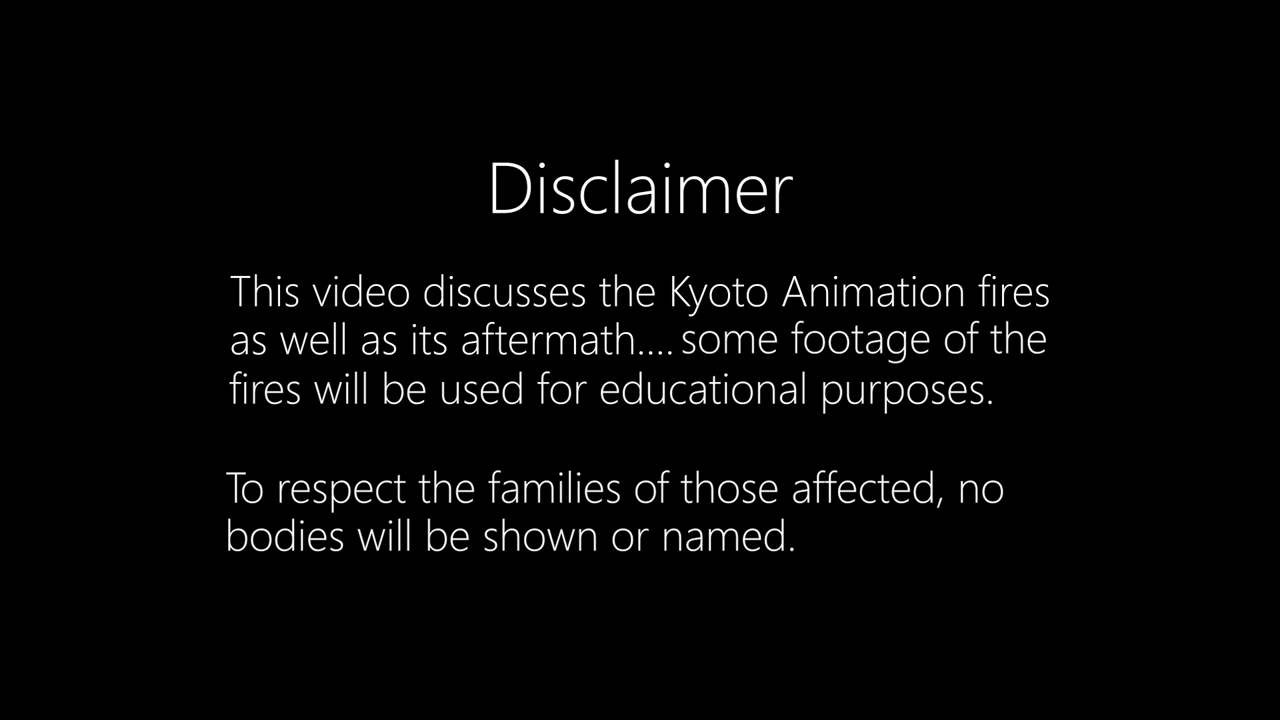 Disclaimer
This video discusses the Kyoto Animation fires
as well as its aftermath.... some footage of the
fires will be used for educational purposes.
To respect the families of those affected, no
bodies will be shown or named.